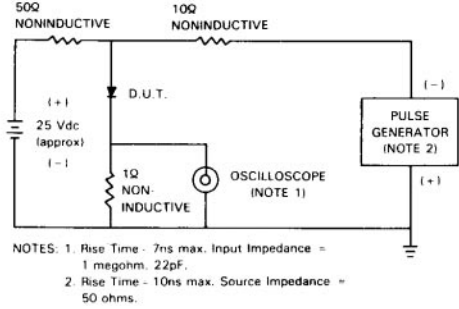 50Ω
NONINDUCTIVE
10Ω
NONINDUCTIVE
(+)
25 Vdc
(approx)
(-)
D.U.T.
1Ω
NON-
INDUCTIVE
OSCILLOSCOPE
(NOTE 1)
(-)
PULSE
GENERATOR
(NOTE 2)
(+)
NOTES: 1. Rise Time - 7ns max. Input Impedance =
1 megohm. 22pF.
2. Rise Time - 10ns max. Source Impedance =
50 ohms.